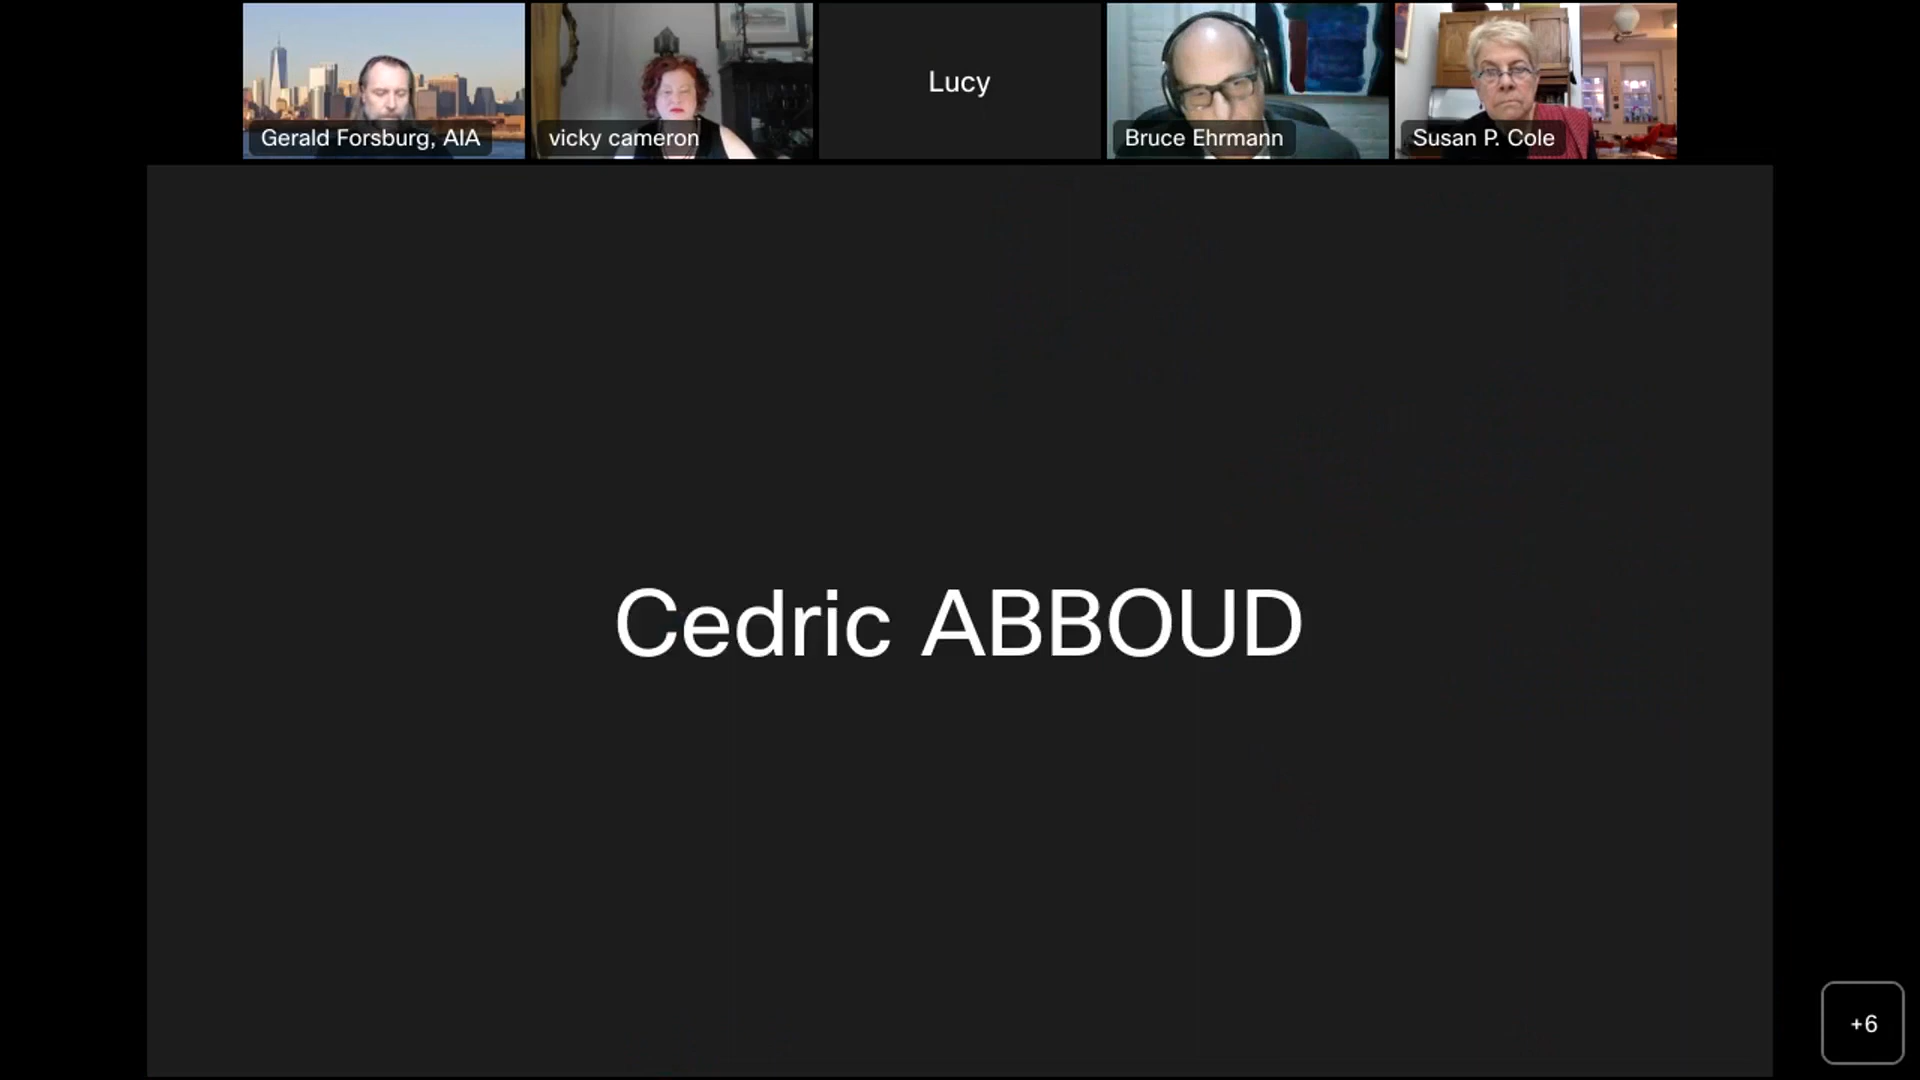 Gerald Forsburg, AIA
vicky cameron
Lucy
Bruce Ehrmann
Susan P. Cole
Cedric ABBOUD
+6